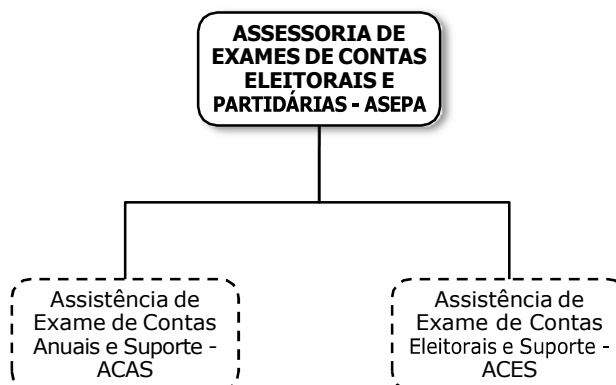 ASSESSORIA DE
EXAMES DE CONTAS
ELEITORAIS E
PARTIDÁRIAS - ASEPA
Assistência de
Exame de Contas
Anuais e Suporte -
ACAS
Assistência de
Exame de Contas
Eleitorais e Suporte -
ACES